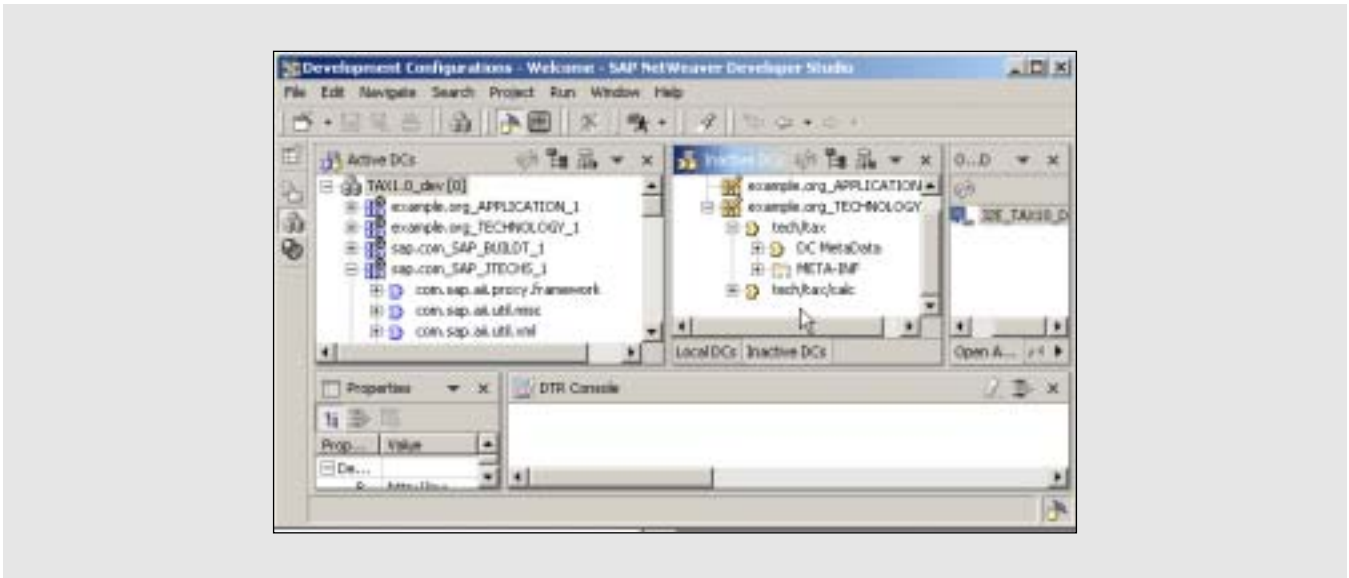 Development Configurations - Welcome - SAP NetWeaver Developer Studio
File Edit Navigate Search Project Run Window Help
Active DCs
TAX1.0_dev [0]
example.org_APPLICATION_1
example.org_TECHNOLOGY_1
sap.com_SAP_BUILDT_1
sap.com_SAP_JTECHS_1
com.sap.aii.proxy.framework
com.sap.aii.util.misc
com.sap.aii.util.xml
Inactive DCs
example.org_APPLICATION
example.org_TECHNOLOGY
tech/tax
DC MetaData
META-INF
tech/tax/calc
Local DCs Inactive DCs
O...D
Open A...
Properties
Prop... Value
De...
DTR Console